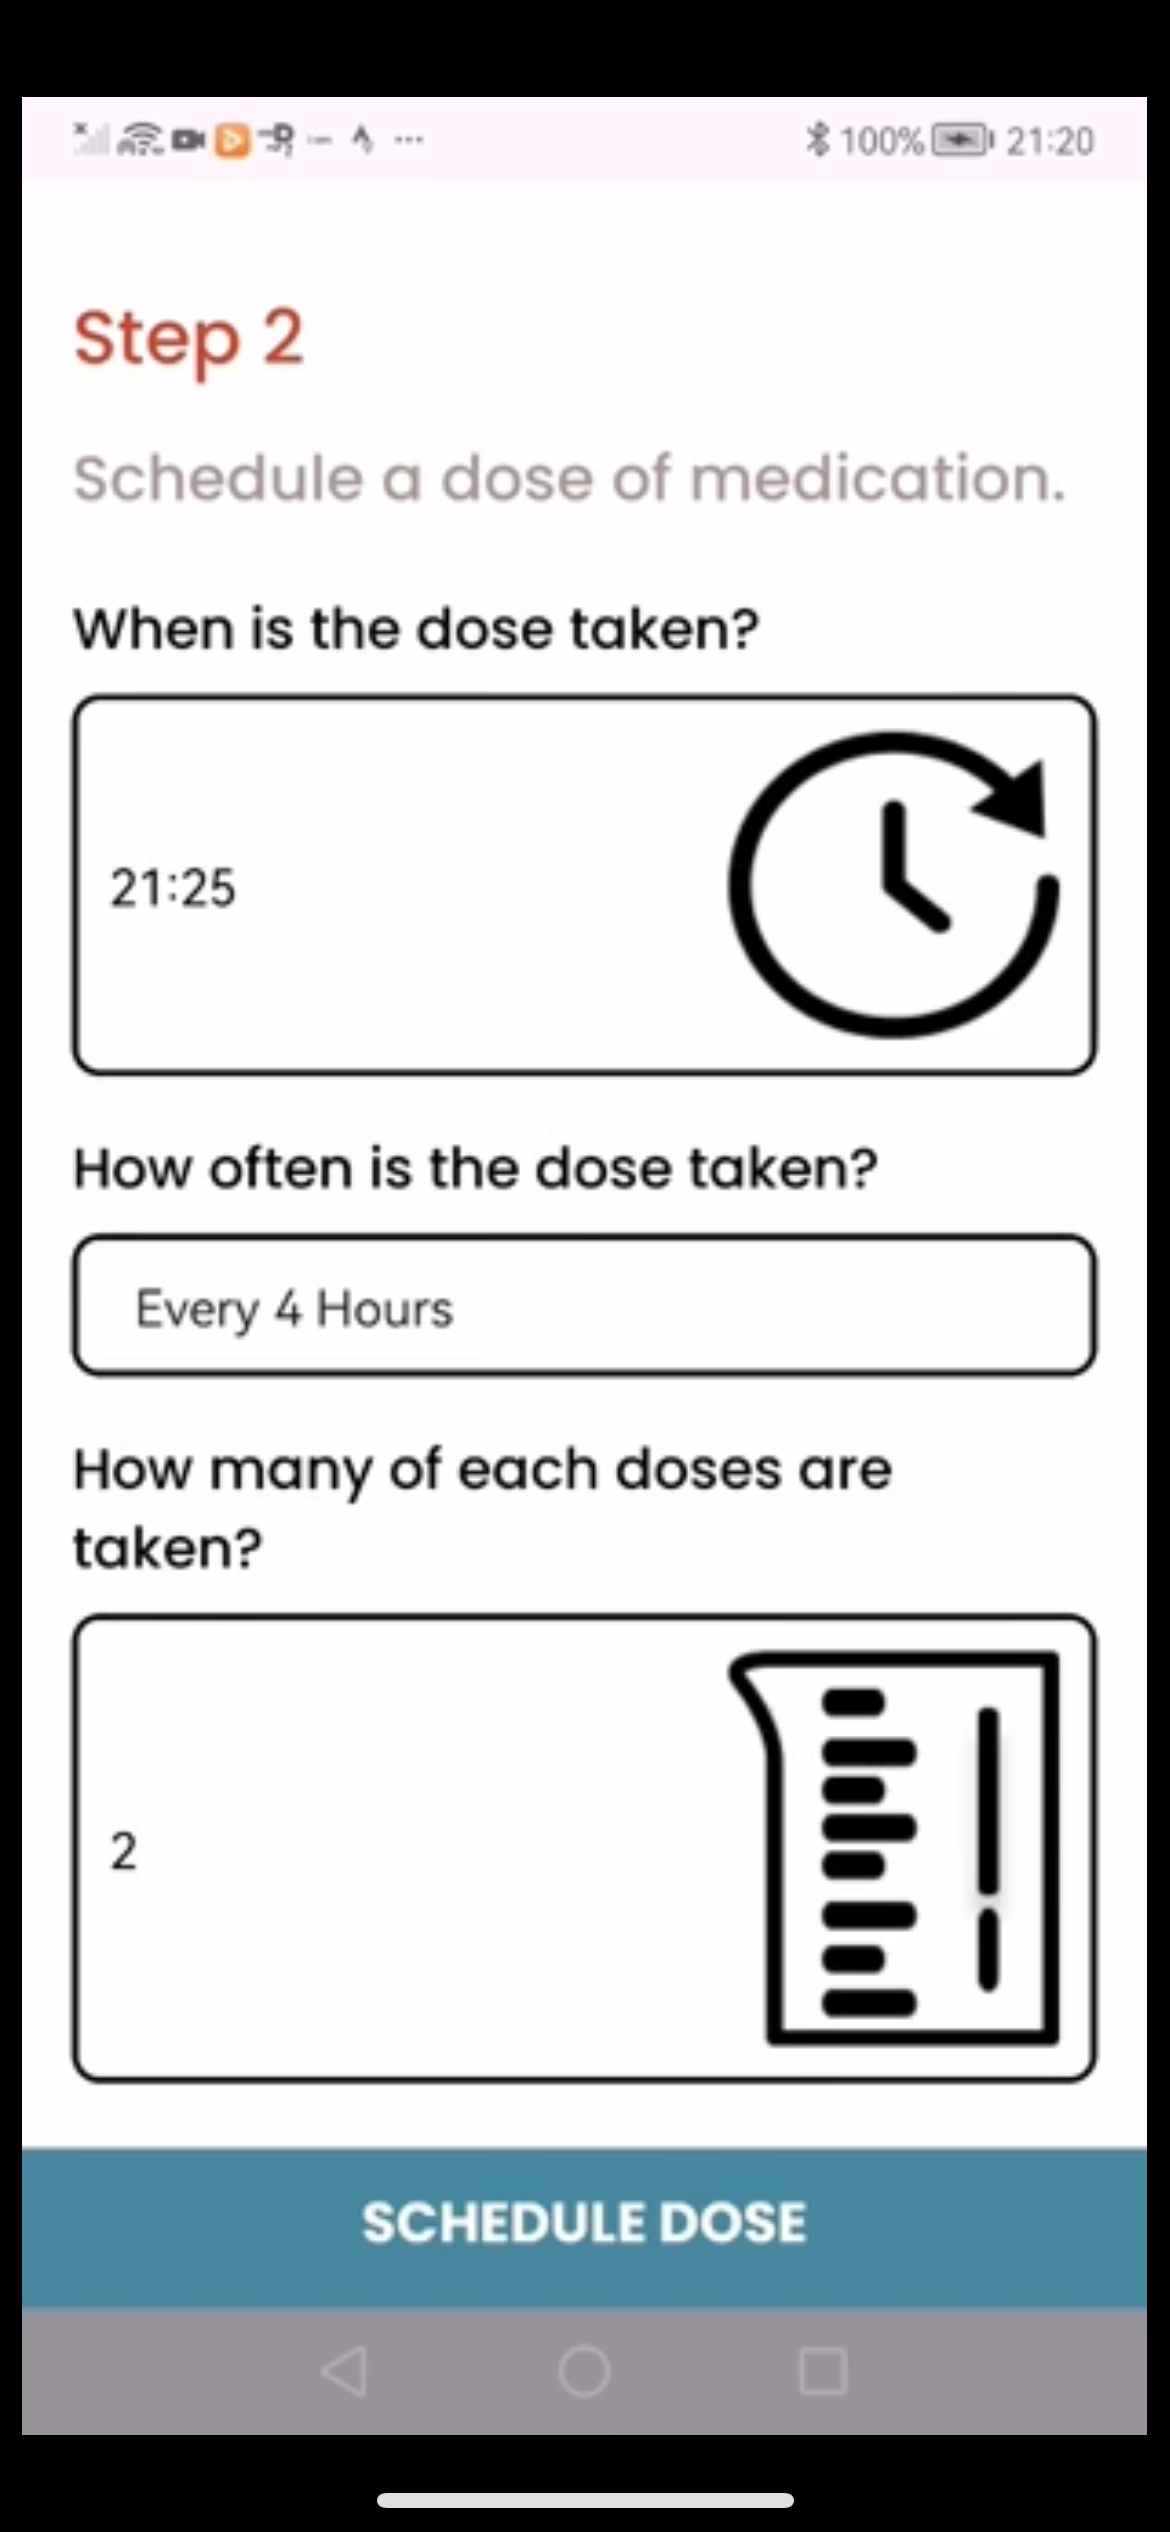 100% 21:20
Step 2
Schedule a dose of medication.
When is the dose taken?
21:25
How often is the dose taken?
Every 4 Hours
How many of each doses are
taken?
2
SCHEDULE DOSE